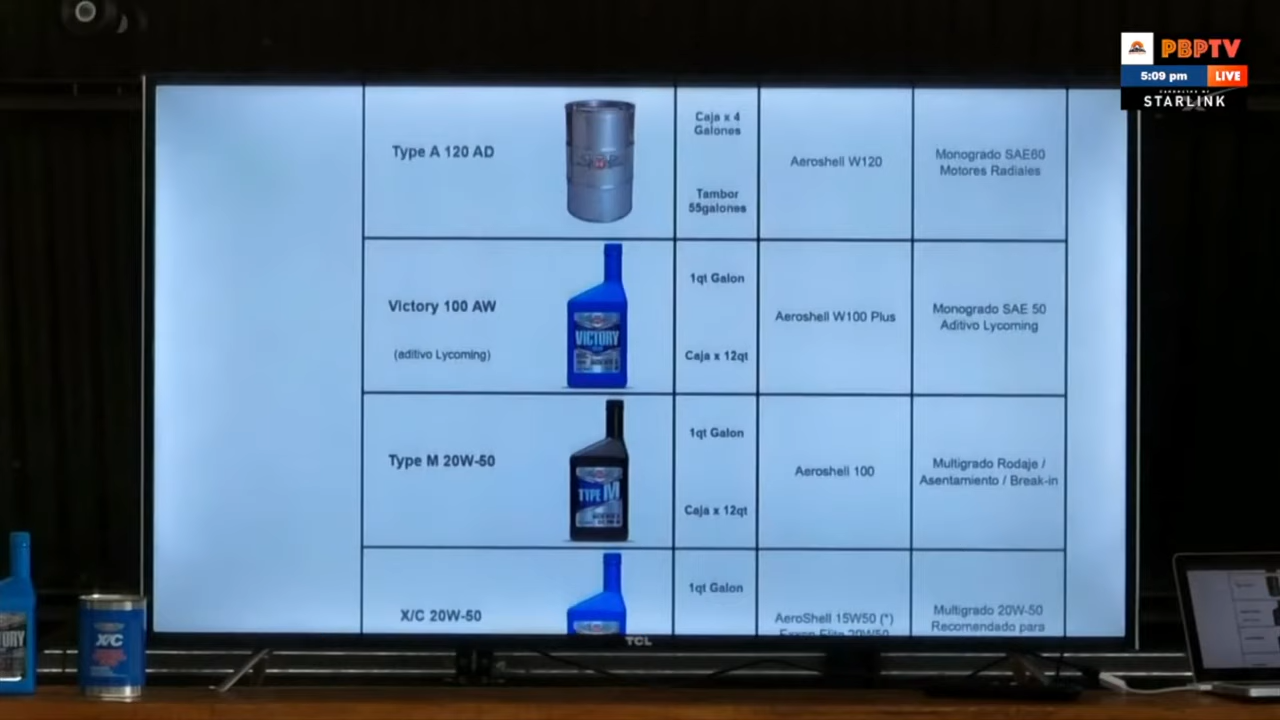 PBPTV
5:09 pm
LIVE
STARLINK
Type A 120 AD
Caja x 4
Galones
Tambor
55galones
Aeroshell W120
Monogrado SAE60
Motores Radiales
Victory 100 AW
(aditivo Lycoming)
VICTORY
1qt Galon
Caja x 12qt
Aeroshell W100 Plus
Monogrado SAE 50
Aditivo Lycoming
Type M 20W-50
TYPE M
1qt Galon
Caja x 12qt
Aeroshell 100
Multigrado Rodaje /
Asentamiento / Break-in
X/C 20W-50
1qt Galon
AeroShell 15W50 (*)
Exxon Elite 20W50
Multigrado 20W-50
Recomendado para
TCL
X/C